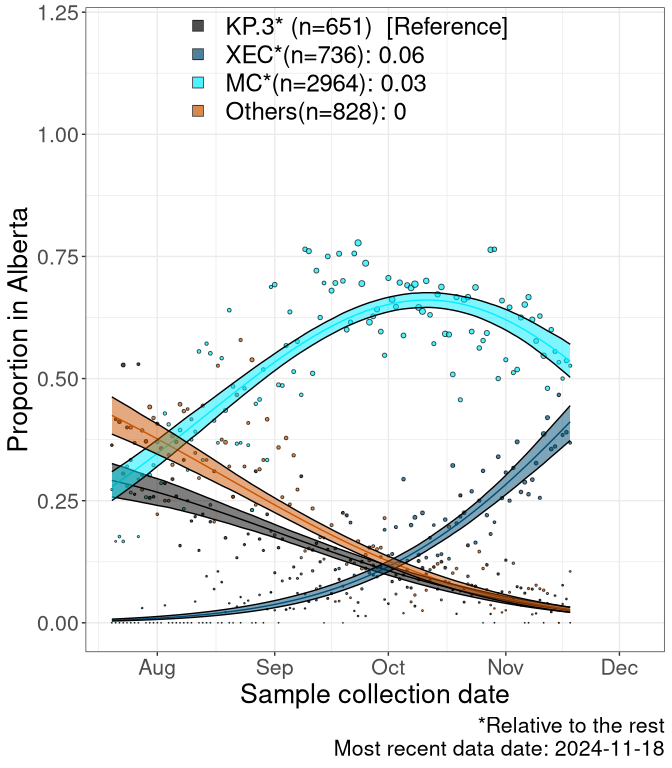 1.25
KP.3* (n=651)  [Reference]
XEC*(n=736): 0.06
MC*(n=2964): 0.03
Others(n=828): 0
1.00
0.75
0.50
0.25
0.00
Proportion in Alberta
Aug Sep Oct Nov Dec
Sample collection date
*Relative to the rest
Most recent data date: 2024-11-18